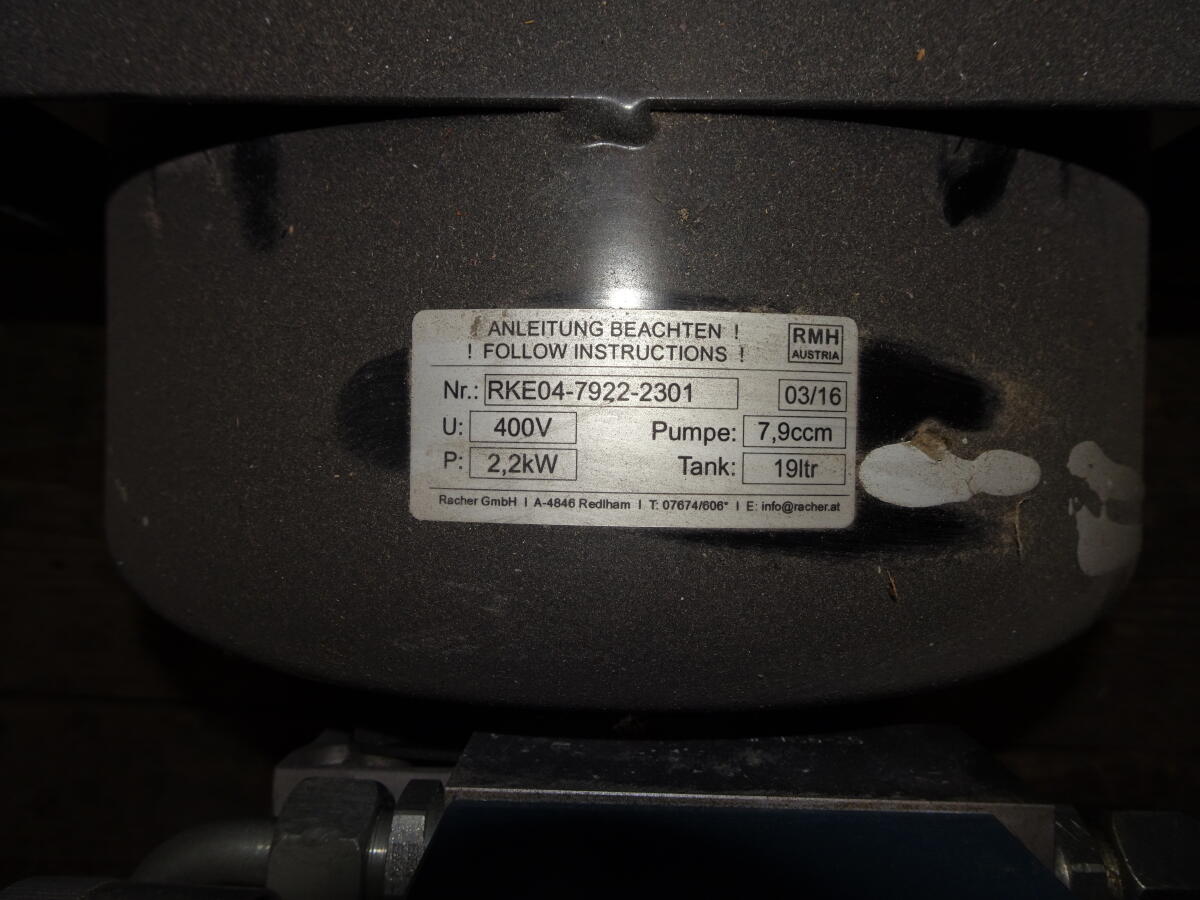 ! ANLEITUNG BEACHTEN !
! FOLLOW INSTRUCTIONS !
RMH
AUSTRIA
Nr.: RKE04-7922-2301 03/16
U: 400V Pumpe: 7,9ccm
P: 2,2kW Tank: 19ltr
Racher GmbH I A-4846 Redlham I T: 07674/606* I E: info@racher.at